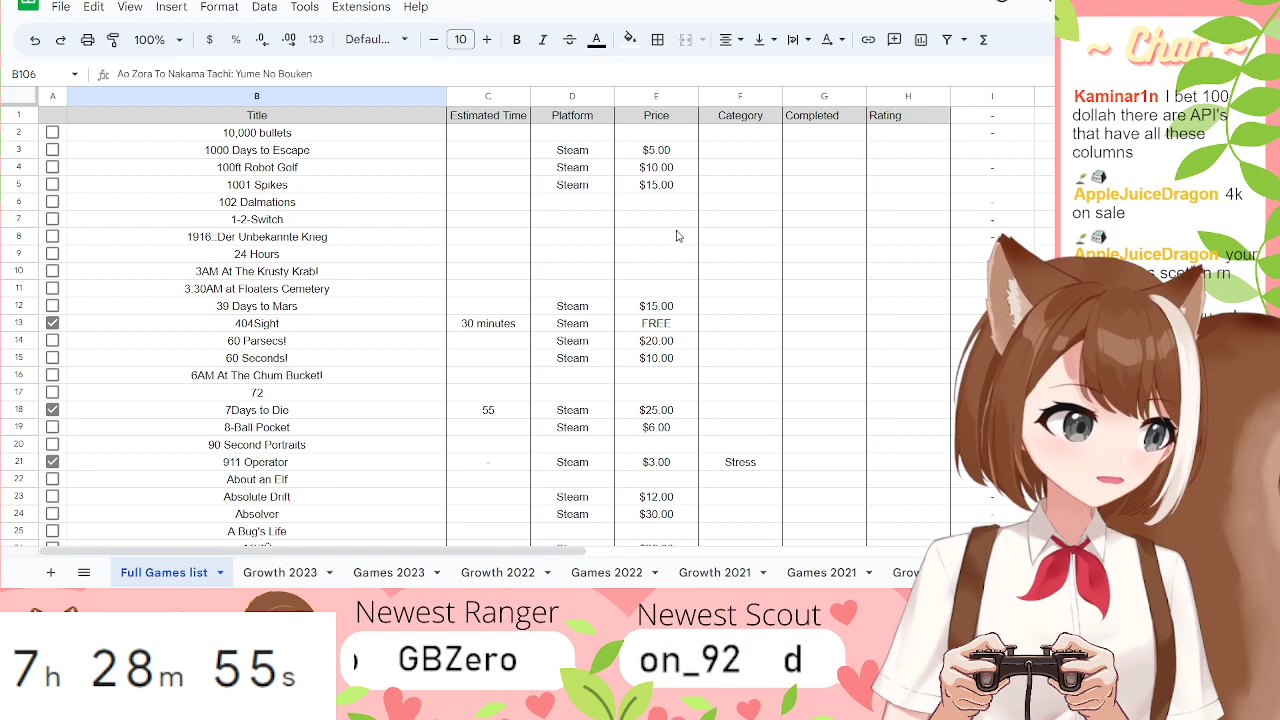 File Edit View Insert Format Data Tools Extensions Help
100% $ % .0 .00 123 Defaul... − 10 + B I S A Σ
B106 fx Ao Zora To Nakama Tachi: Yume No Bouken
A B C D E F G H I
1 Title Estimated Time Platform Price Category Completed Rating -
2 10,000 bullets -
3 1000 Days to Escape Steam $5.00
4 100ft Robot Golf Steam $10.00 -
5 1001 Spikes Steam $15.00 -
6 102 Dalmations -
7 1-2-Switch -
8 1916..Der Unbekannte Krieg -
9 24 Hours
10 3AM At The Krusty Krab!
11 3.30AM at Floaters Cemetery
12 39 Days to Mars Steam $15.00
13 404Sight 30 minutes Steam FREE
14 60 Parsecs! Steam $20.00
15 60 Seconds! Steam $10.00
16 6AM At The Chum Bucket!
17 72
18 7Days to Die 55 Steam $25.00
19 8-Ball Pocket Steam $6.00
20 90 Second Portraits
21 911 Operator - Steam $3.00 Stress
22 About an Elf
23 Absolute Drift Steam $12.00 -
24 Absolver Steam $30.00 -
25 A Bug's Life
+ Full Games list Growth 2023 2023 Growth 2022 Games 2022 Growth 2021 Games 2021 Grow
~ Chat ~
Kaminar1n I bet 100
dollah there are API's
that have all these
columns
AppleJuiceDragon 4k
on sale
AppleJuiceDragon your
rn
Newest Ranger
GBZero
Newest Scout
on_92 d
7h 28m 55s